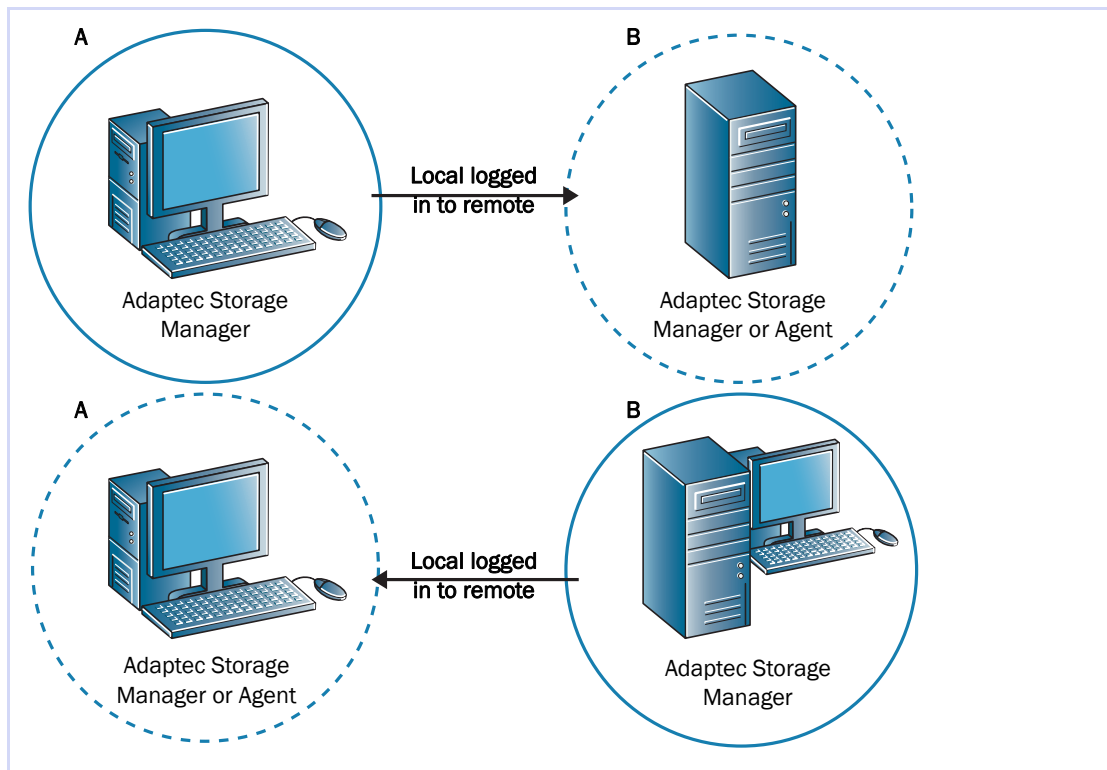 A
B
Local logged
in to remote
Adaptec Storage
Manager
Adaptec Storage
Manager or Agent
A
B
Local logged
in to remote
Adaptec Storage
Manager or Agent
Adaptec Storage
Manager